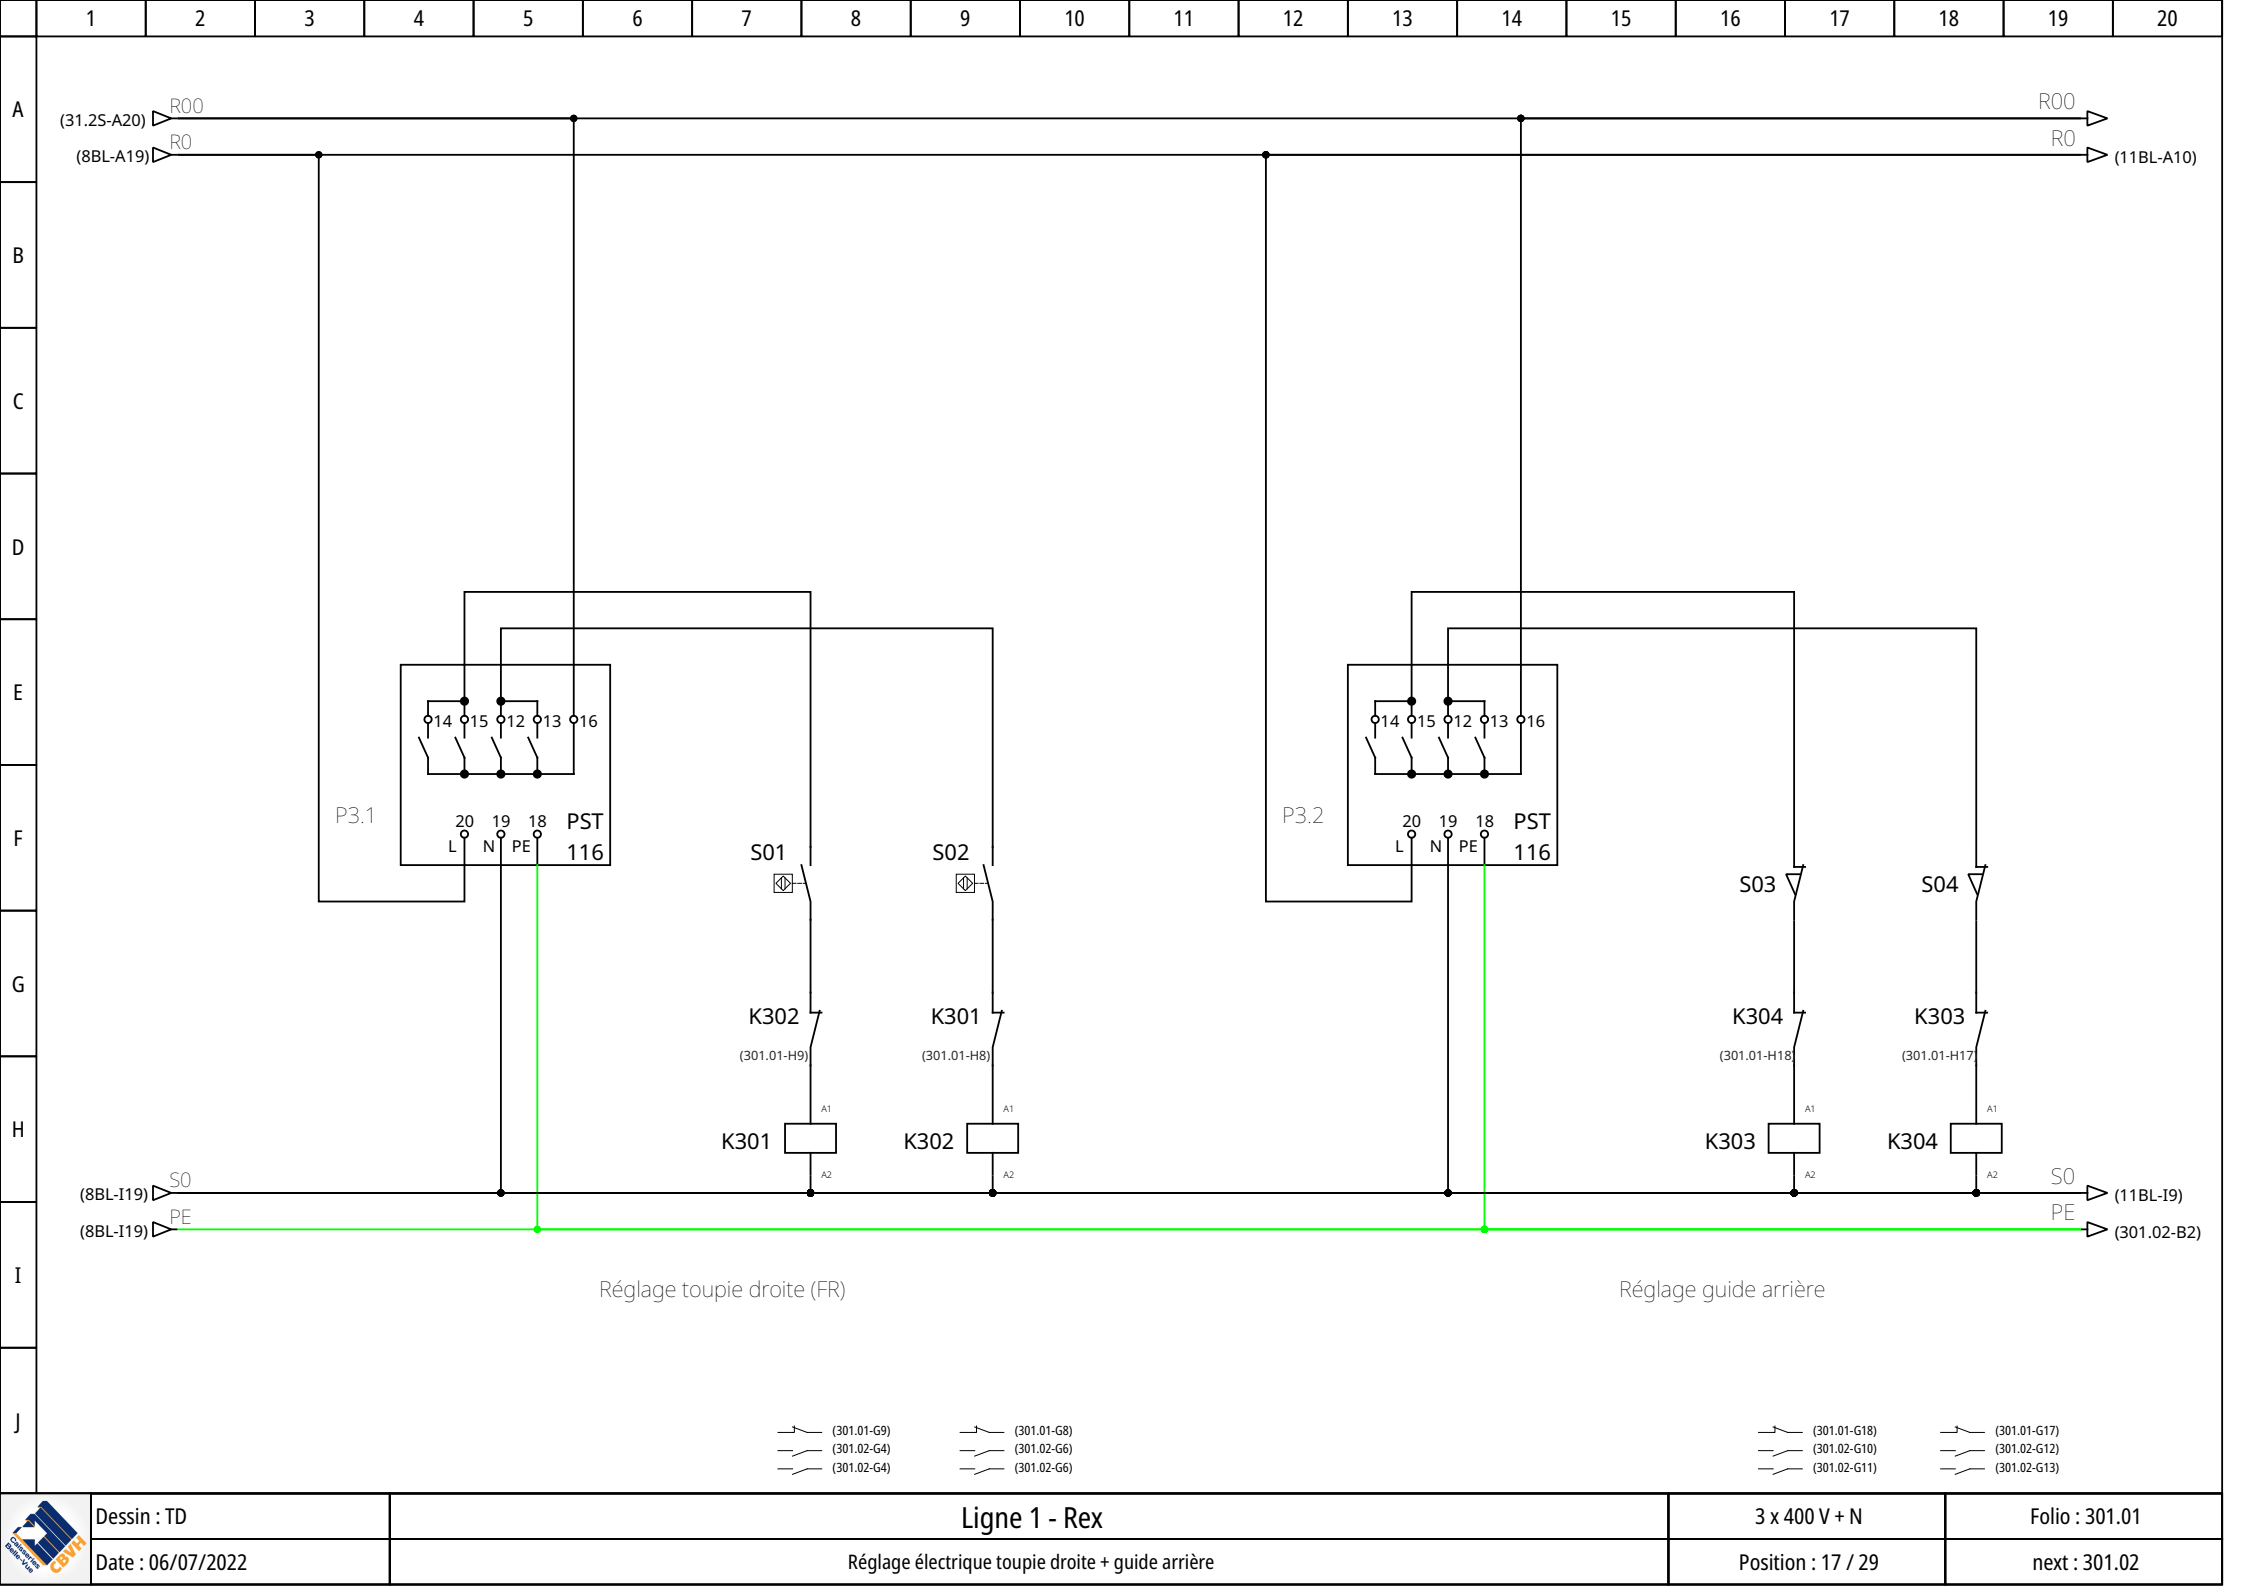 1 2 3 4 5 6 7 8 9 10 11 12 13 14 15 16 17 18 19 20
A
B
C
D
E
F
G
H
I
J
R00
(31.2S-A20)
R0
(8BL-A19)
R00
R0
(11BL-A10)
14 15 12 13 16
P3.1
20 19 18 PST
L N PE 116
S01
S02
K302
(301.01-H9)
K301
(301.01-H8)
A1
A1
K301
K302
A2
A2
14 15 12 13 16
P3.2
20 19 18 PST
L N PE 116
S03
S04
K304
(301.01-H18)
K303
(301.01-H17)
A1
A1
K303
K304
A2
A2
S0
(8BL-I19)
PE
(8BL-I19)
S0
(11BL-I9)
PE
(301.02-B2)
Réglage toupie droite (FR)
Réglage guide arrière
(301.01-G9)
(301.02-G4)
(301.02-G4)
(301.01-G8)
(301.02-G6)
(301.02-G6)
(301.01-G18)
(301.02-G10)
(301.02-G11)
(301.01-G17)
(301.02-G12)
(301.02-G13)
Caisseries
Belle-Vue
CBVH
Dessin : TD
Date : 06/07/2022
Ligne 1 - Rex
Réglage électrique toupie droite + guide arrière
3 x 400 V + N
Position : 17 / 29
Folio : 301.01
next : 301.02